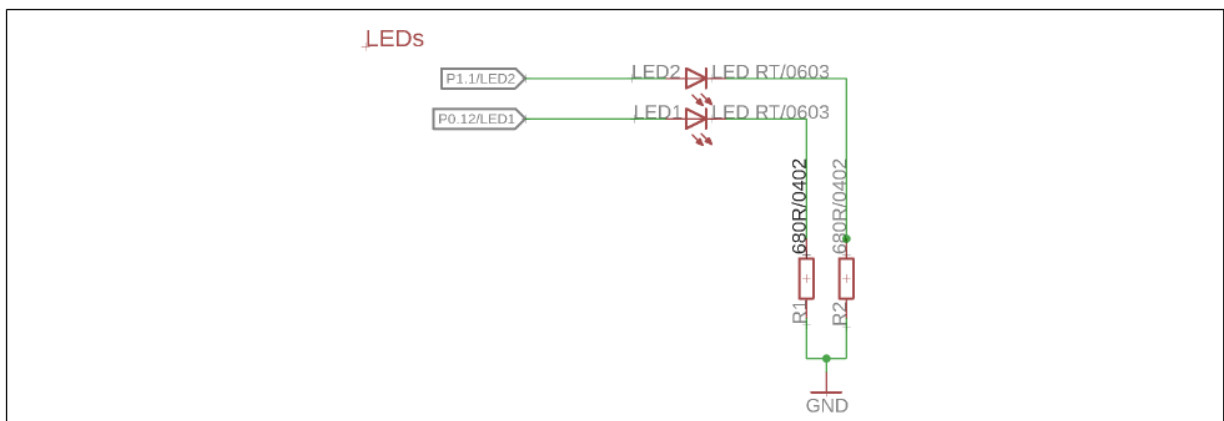 LEDs
P1.1/LED2
LED2
LED RT/0603
P0.12/LED1
LED1
LED RT/0603
680R/0402
680R/0402
R1
R2
GND